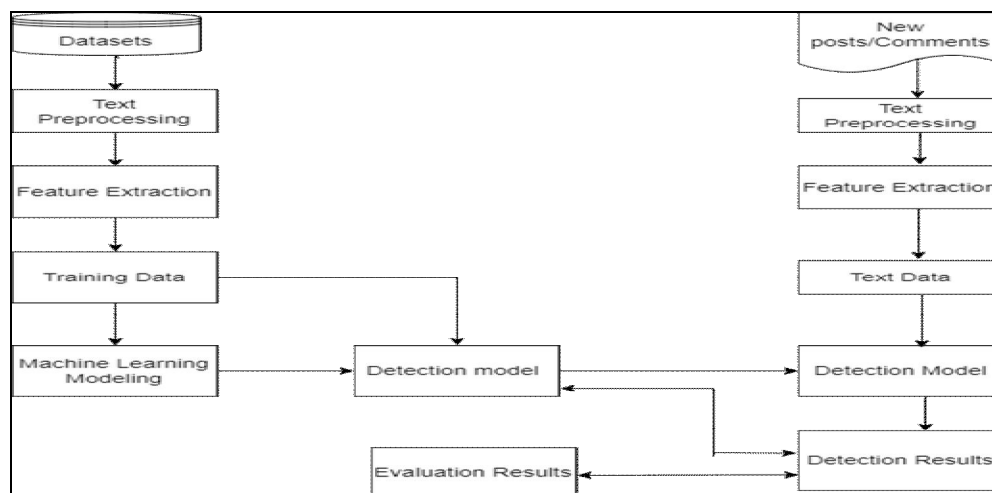 Datasets
Text
Preprocessing
Feature Extraction
Training Data
Machine Learning
Modeling
Detection model
Evaluation Results
New
posts/Comments
Text
Preprocessing
Feature Extraction
Text Data
Detection Model
Detection Results